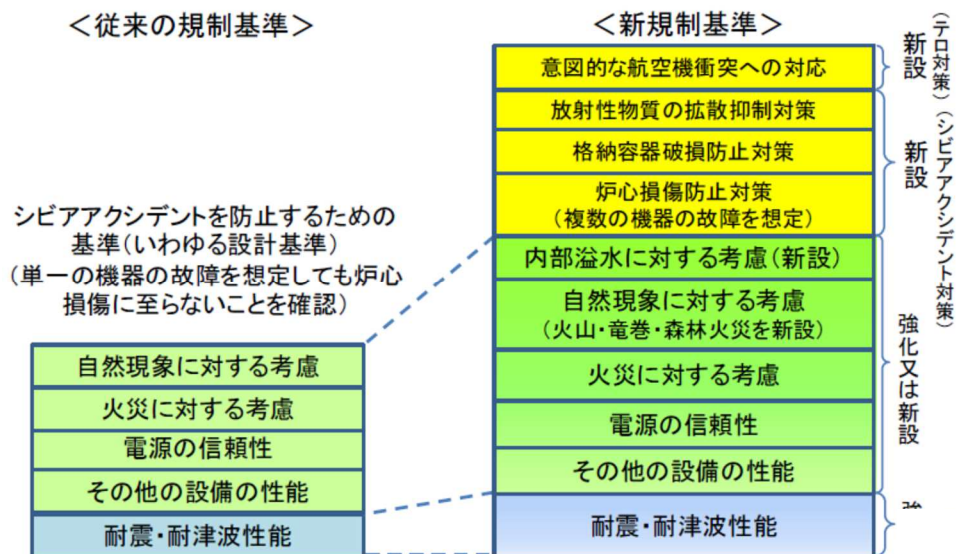 <従来の規制基準>
シビアアクシデントを防止するための
基準(いわゆる設計基準)
(単一の機器の故障を想定しても炉心
損傷に至らないことを確認)
自然現象に対する考慮
火災に対する考慮
電源の信頼性
その他の設備の性能
耐震・耐津波性能
<新規制基準>
意図的な航空機衝突への対応
放射性物質の拡散抑制対策
格納容器破損防止対策
炉心損傷防止対策
(複数の機器の故障を想定)
内部溢水に対する考慮(新設)
自然現象に対する考慮
(火山・竜巻・森林火災を新設)
火災に対する考慮
電源の信頼性
その他の設備の性能
耐震・耐津波性能
新設
(テロ対策)
新設
(シビアアクシデント対策)
強化又は新設